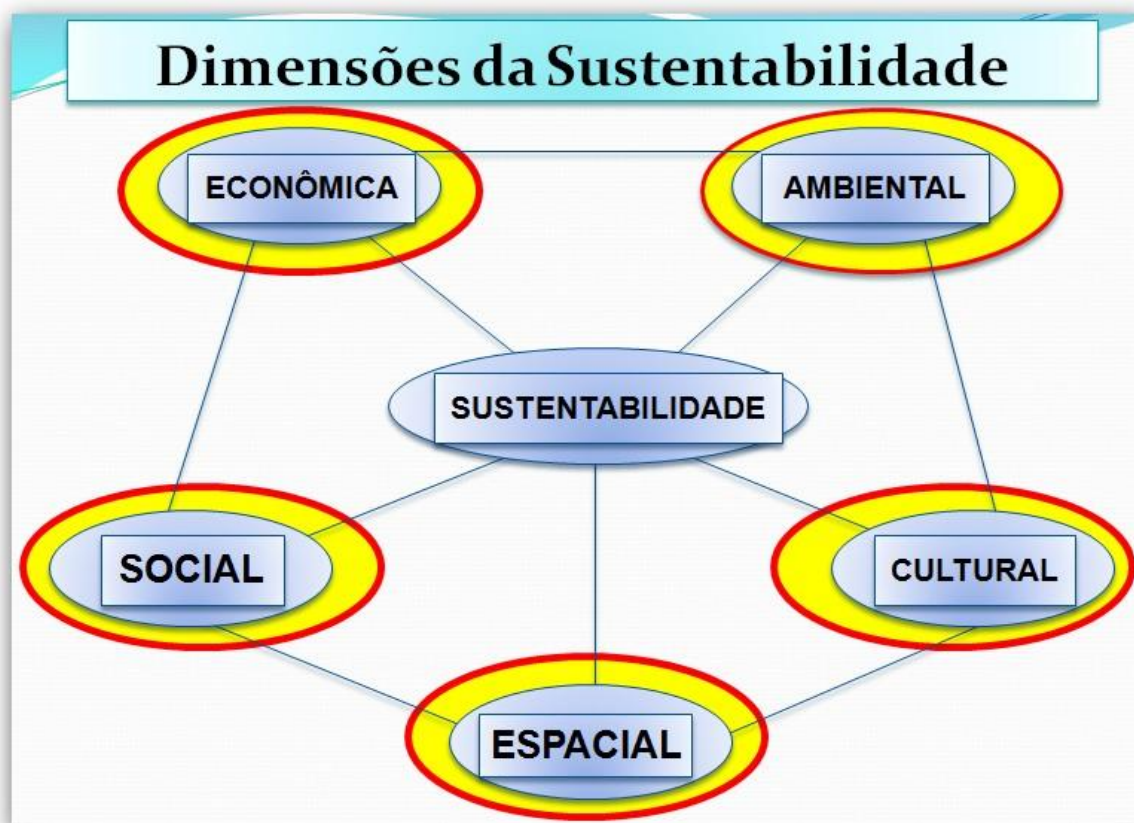 Dimensões da Sustentabilidade
ECONÔMICA
AMBIENTAL
SUSTENTABILIDADE
SOCIAL
CULTURAL
ESPACIAL